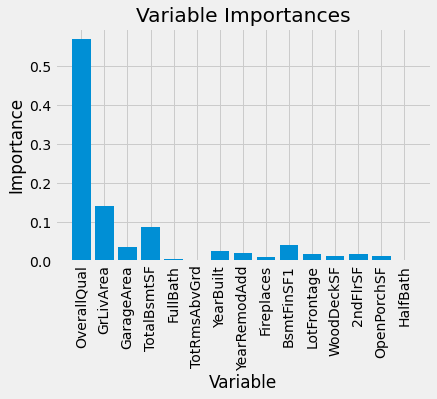 Variable Importances
Importance
0.5
0.4
0.3
0.2
0.1
0.0
OverallQual
GrLivArea
GarageArea
TotalBsmtSF
FullBath
TotRmsAbvGrd
YearBuilt
YearRemodAdd
Fireplaces
BsmtFinSF1
LotFrontage
WoodDeckSF
2ndFlrSF
OpenPorchSF
HalfBath
Variable